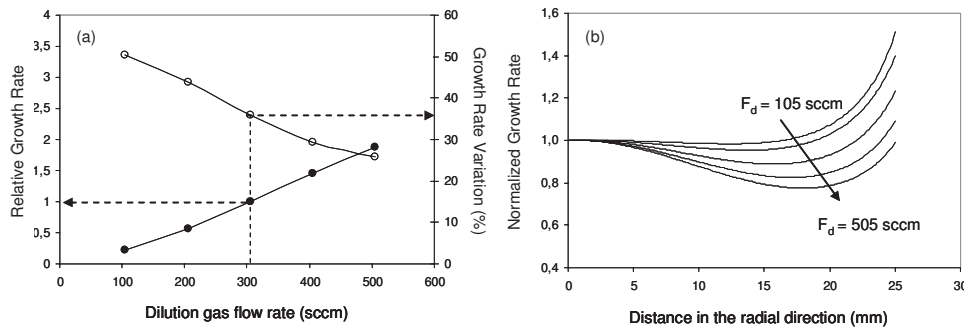 (a)
4
3,5
3
2,5
2
1,5
1
0,5
0
Relative Growth Rate
60
50
40
30
20
10
0
Growth Rate Variation (%)
0 100 200 300 400 500 600
Dilution gas flow rate (sccm)
(b)
1,6
1,4
1,2
1,0
0,8
0,6
0,4
Normalized Growth Rate
F_d = 105 sccm
F_d = 505 sccm
0 5 10 15 20 25 30
Distance in the radial direction (mm)